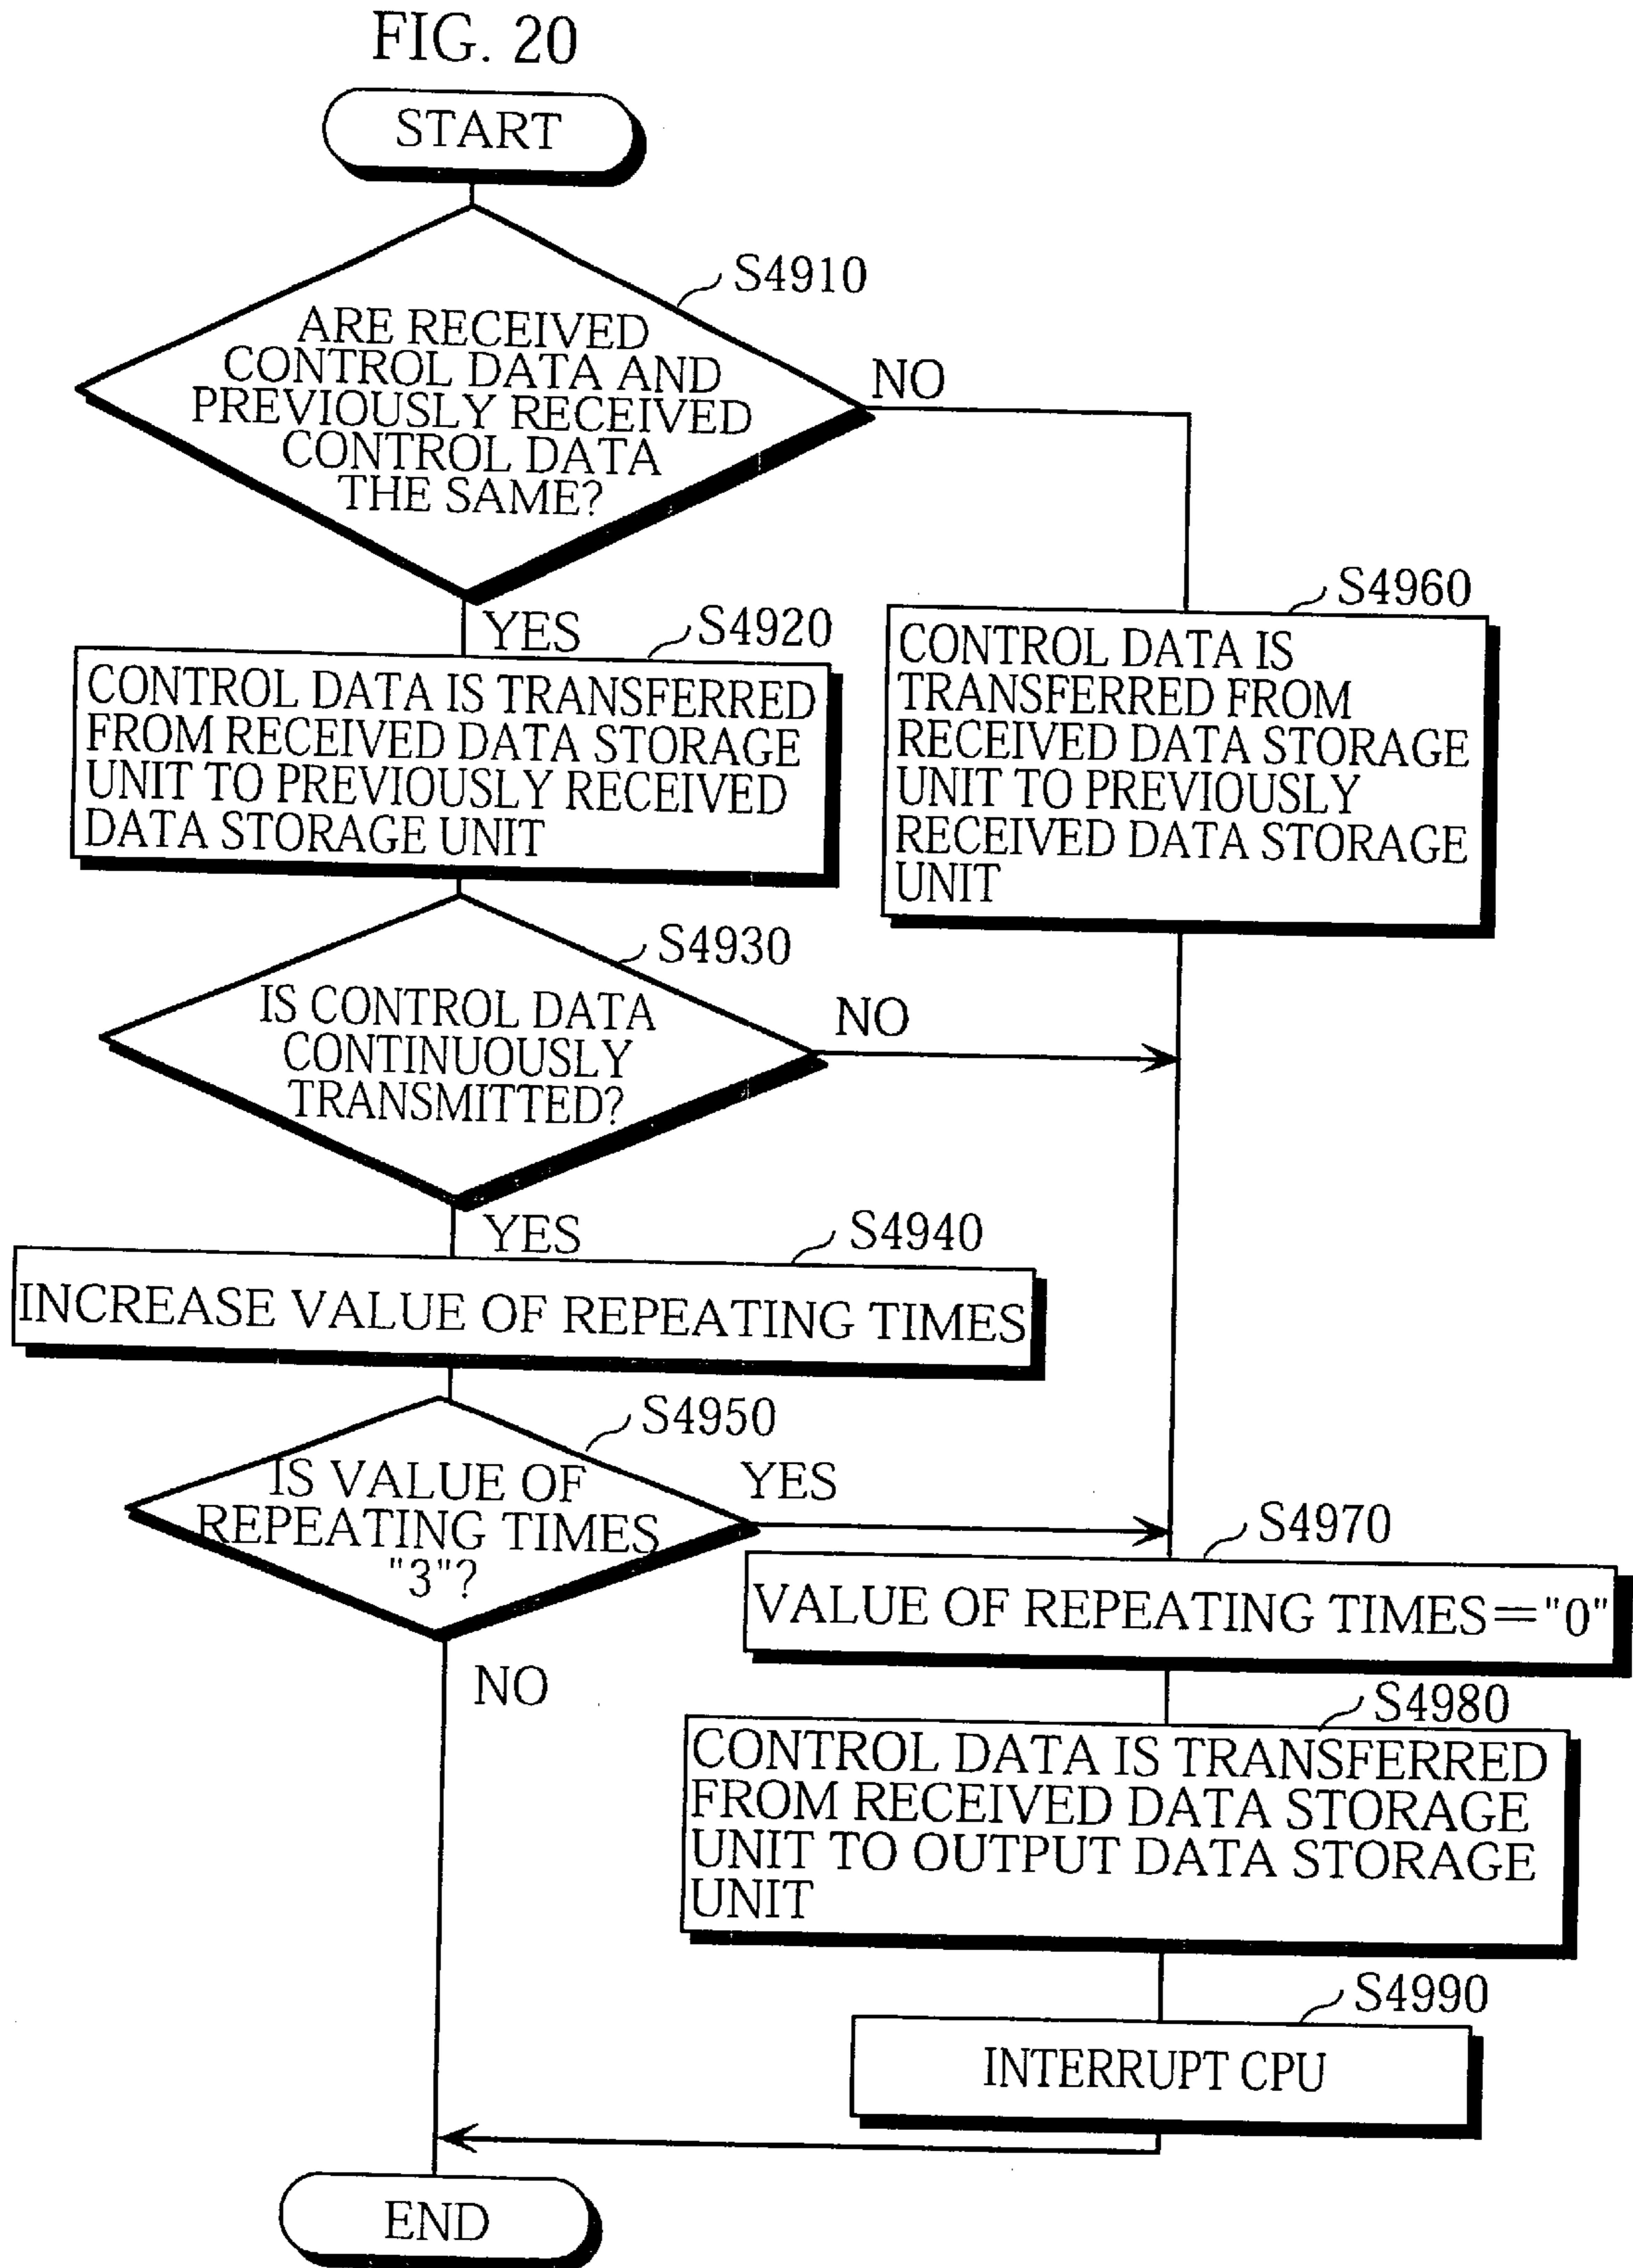 FIG. 20
START
S4910
ARE RECEIVED
CONTROL DATA AND
PREVIOUSLY RECEIVED
CONTROL DATA
THE SAME?
NO
YES
S4920
CONTROL DATA IS TRANSFERRED
FROM RECEIVED DATA STORAGE
UNIT TO PREVIOUSLY RECEIVED
DATA STORAGE UNIT
S4960
CONTROL DATA IS
TRANSFERRED FROM
RECEIVED DATA STORAGE
UNIT TO PREVIOUSLY
RECEIVED DATA STORAGE
UNIT
S4930
IS CONTROL DATA
CONTINUOUSLY
TRANSMITTED?
NO
YES
S4940
INCREASE VALUE OF REPEATING TIMES
S4950
IS VALUE OF
REPEATING TIMES
"3"?
YES
NO
S4970
VALUE OF REPEATING TIMES="0"
S4980
CONTROL DATA IS TRANSFERRED
FROM RECEIVED DATA STORAGE
UNIT TO OUTPUT DATA STORAGE
UNIT
S4990
INTERRUPT CPU
END